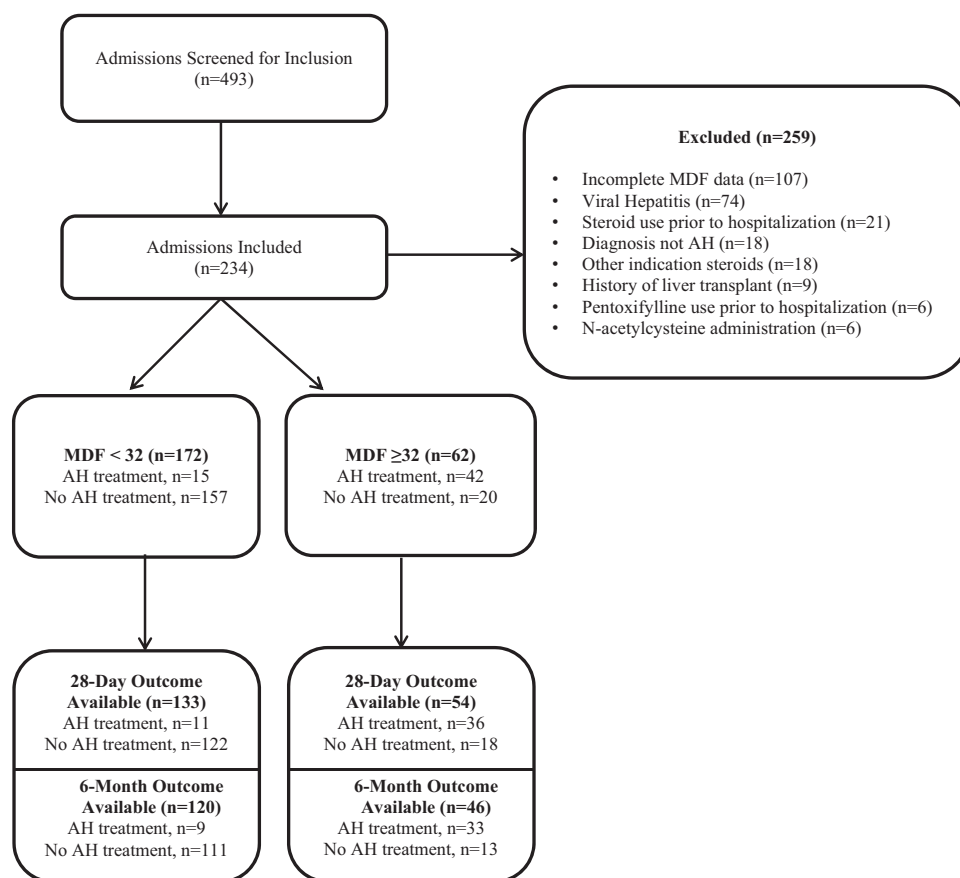 Admissions Screened for Inclusion
(n=493)
Excluded (n=259)
• Incomplete MDF data (n=107)
• Viral Hepatitis (n=74)
• Steroid use prior to hospitalization (n=21)
• Diagnosis not AH (n=18)
• Other indication steroids (n=18)
• History of liver transplant (n=9)
• Pentoxifylline use prior to hospitalization (n=6)
• N-acetylcysteine administration (n=6)
Admissions Included
(n=234)
MDF < 32 (n=172)
AH treatment, n=15
No AH treatment, n=157
MDF ≥32 (n=62)
AH treatment, n=42
No AH treatment, n=20
28-Day Outcome
Available (n=133)
AH treatment, n=11
No AH treatment, n=122
6-Month Outcome
Available (n=120)
AH treatment, n=9
No AH treatment, n=111
28-Day Outcome
Available (n=54)
AH treatment, n=36
No AH treatment, n=18
6-Month Outcome
Available (n=46)
AH treatment, n=33
No AH treatment, n=13